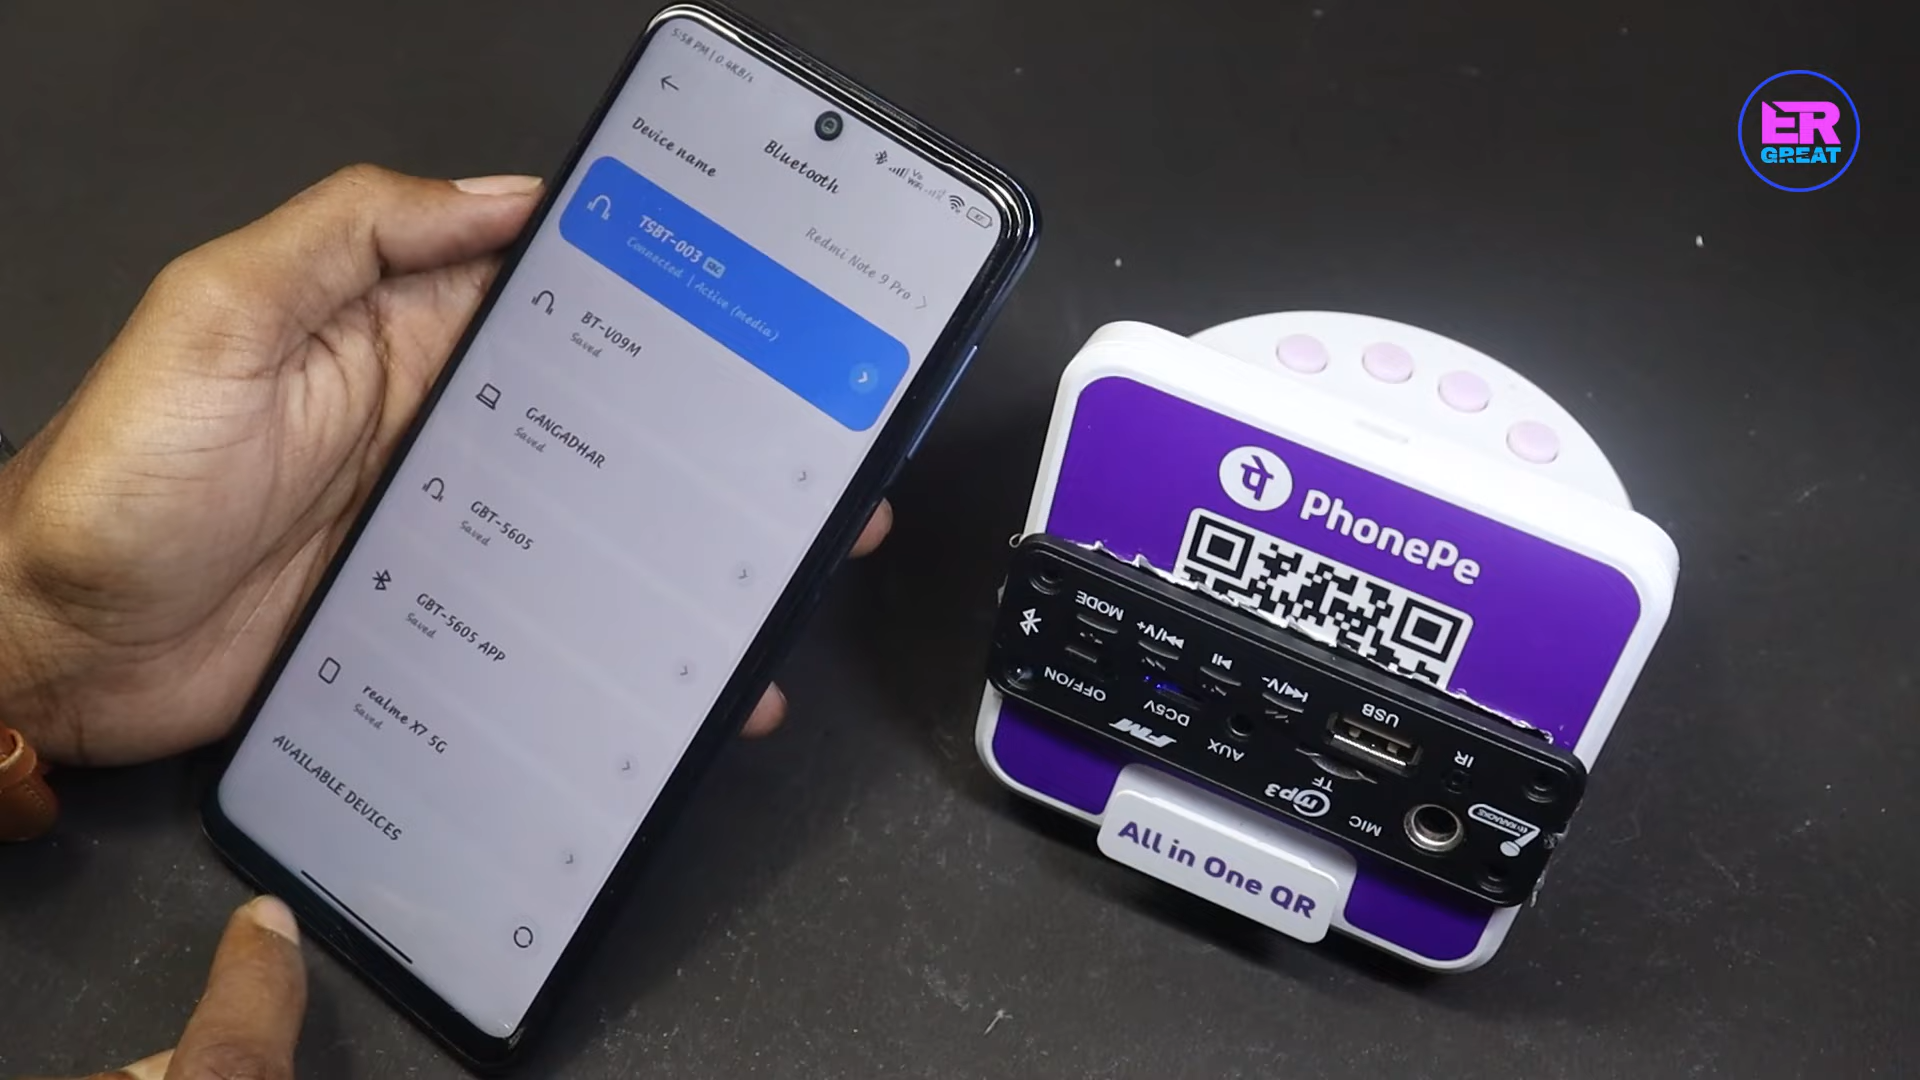 5:58 PM | 0.4KB/s
Bluetooth
Device name
Redmi Note 9 Pro
TSBT-003
Connected | Active (media)
BT-V09M
Saved
GANGADHAR
Saved
GBT-5605
Saved
GBT-5605 APP
Saved
realme X7 5G
Saved
AVAILABLE DEVICES
ER
GREAT
पे PhonePe
MODE
V+
V-
USB
IR
OFF/ON
DC5V
AUX
TF
MIC
FM
mp3
All in One QR